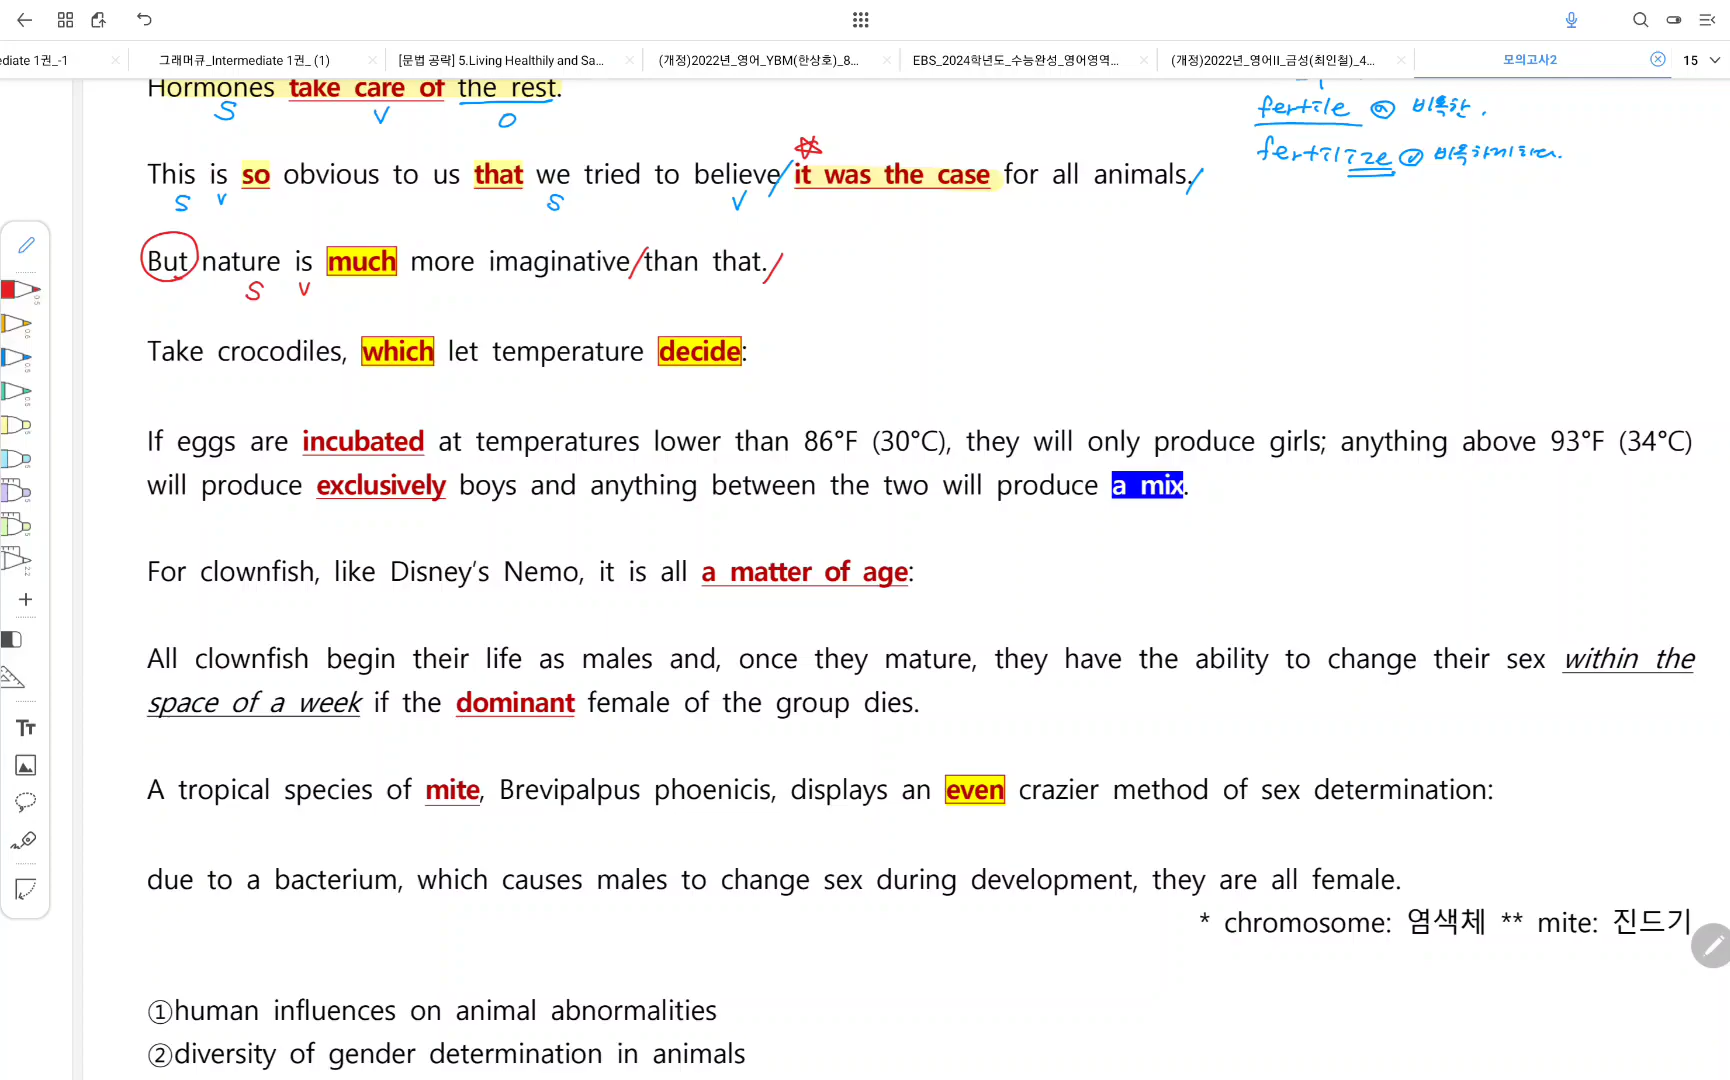 ediate 1권_-1
그래머큐_Intermediate 1권_ (1)
[문법 공략] 5.Living Healthily and Sa...
(개정)2022년_영어_YBM(한상호)_8...
EBS_2024학년도_수능완성_영어영역...
(개정)2022년_영어II_금성(최인철)_4...
모의고사2
15
Hormones take care of the rest.
S V O
fertile ⓐ 비옥한.
fertilize ⓥ 비옥하게하다.
This is so obvious to us that we tried to believe/ it was the case for all animals./
S V S V
But nature is much more imaginative/than that./
S V
Take crocodiles, which let temperature decide:
If eggs are incubated at temperatures lower than 86°F (30°C), they will only produce girls; anything above 93°F (34°C)
will produce exclusively boys and anything between the two will produce a mix.
For clownfish, like Disney's Nemo, it is all a matter of age:
All clownfish begin their life as males and, once they mature, they have the ability to change their sex within the
space of a week if the dominant female of the group dies.
A tropical species of mite, Brevipalpus phoenicis, displays an even crazier method of sex determination:
due to a bacterium, which causes males to change sex during development, they are all female.
* chromosome: 염색체 ** mite: 진드기
①human influences on animal abnormalities
②diversity of gender determination in animals